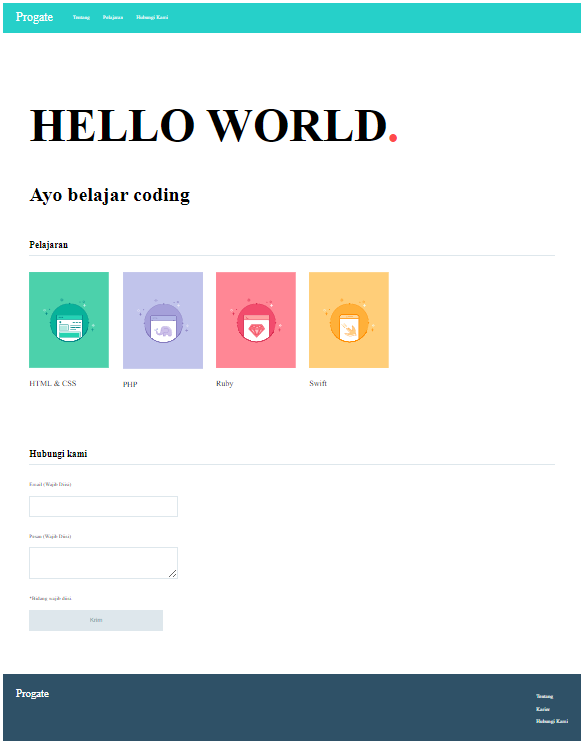 Progate Tentang Pelajaran Hubungi Kami
HELLO WORLD.
Ayo belajar coding
Pelajaran
HTML & CSS PHP Ruby Swift
Hubungi kami
Email (Wajib Diisi)
Pesan (Wajib Diisi)
*Bidang wajib diisi
Kirim
Progate
Tentang
Karier
Hubungi Kami